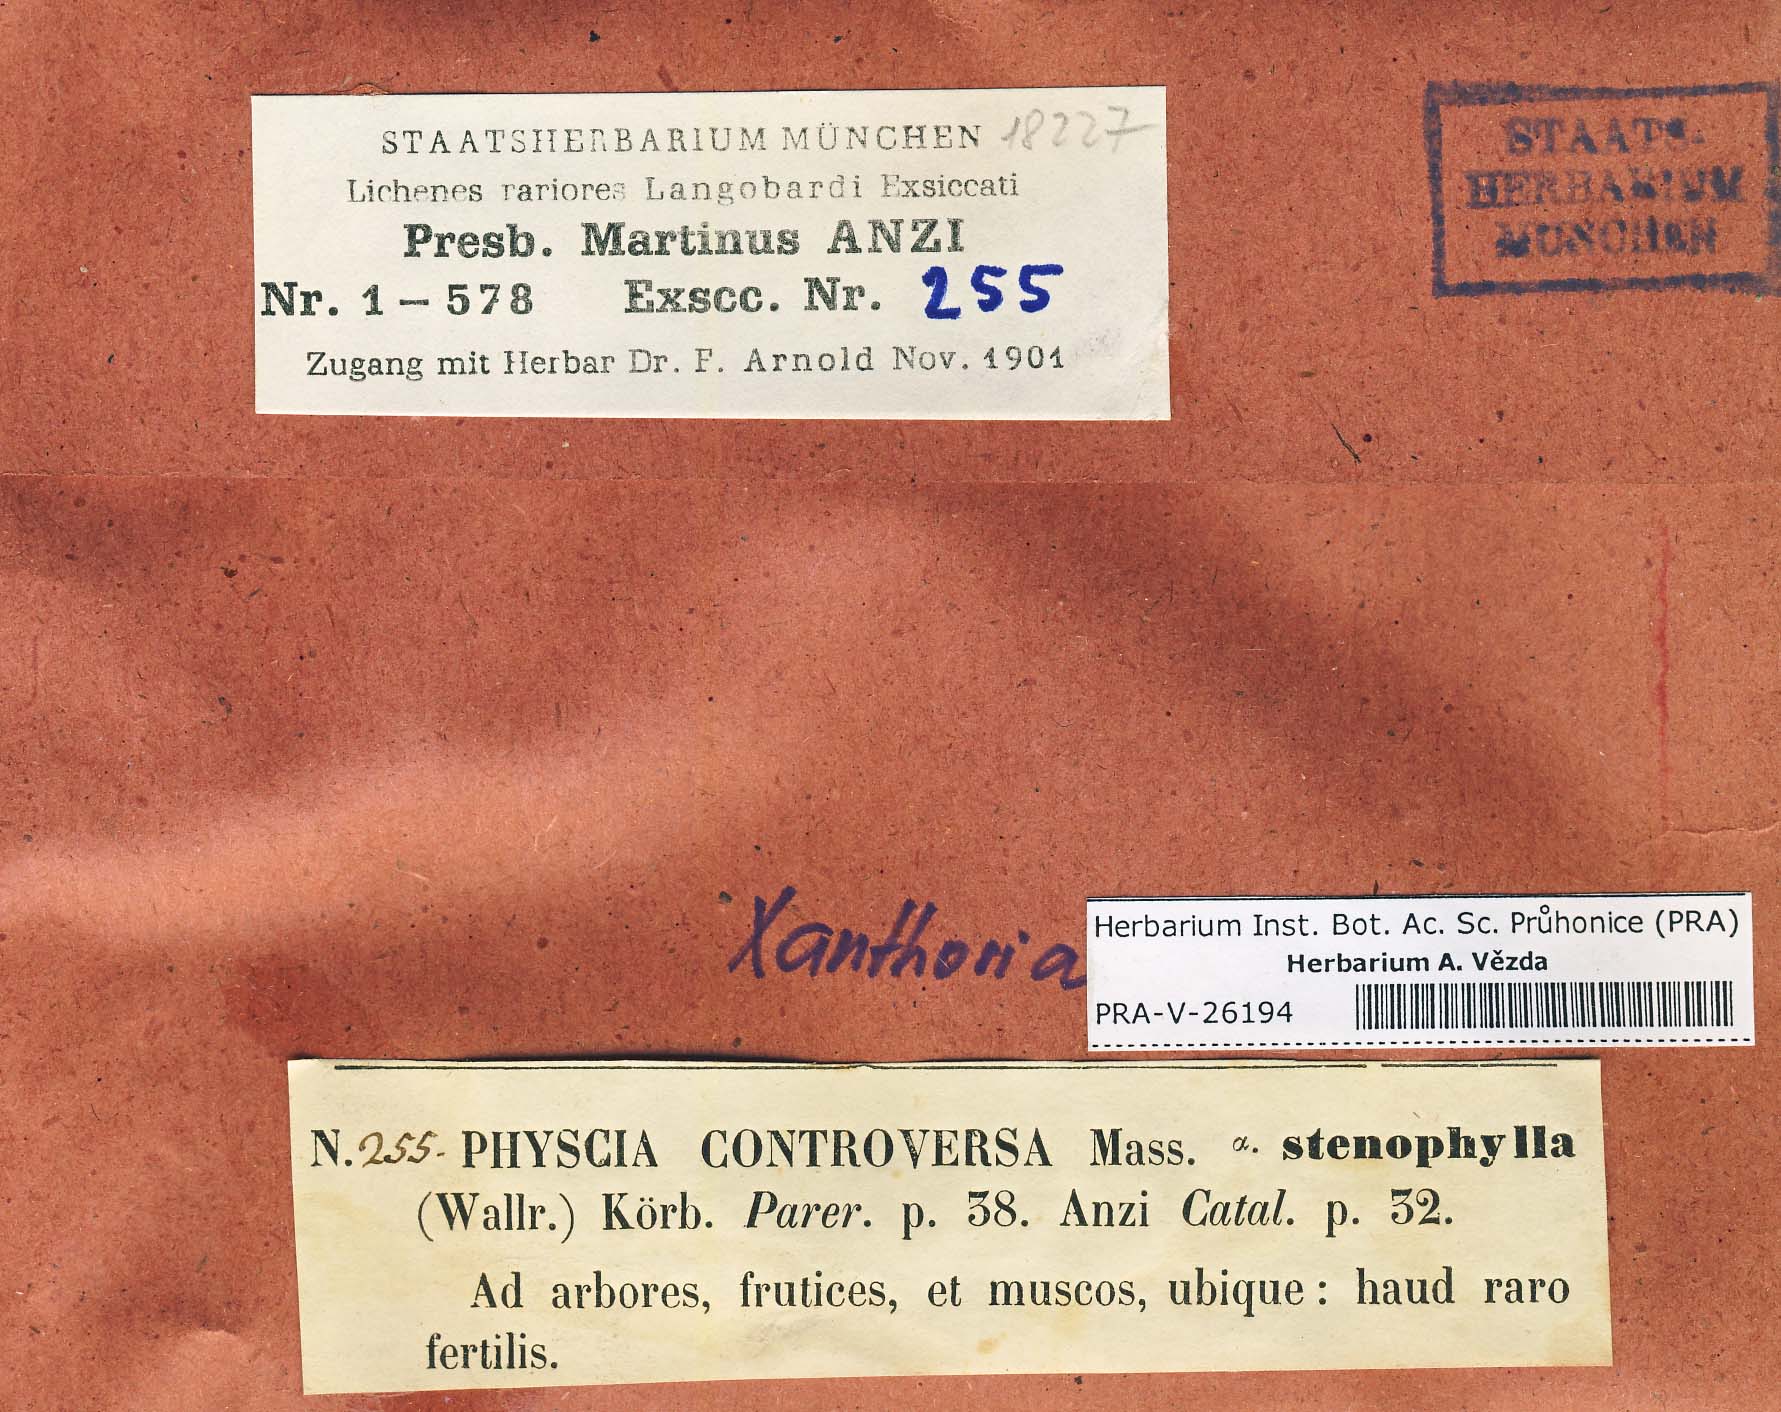 STAATSHERBARIUM MÜNCHEN 18227
Lichenes rariores Langobardi Exsiccati
Presb. Martinus ANZI
Nr. 1 – 578 Exscc. Nr. 255
Zugang mit Herbar Dr. F. Arnold Nov. 1901
STAATS-
HERBARIUM
MÜNCHEN
Xanthoria
Herbarium Inst. Bot. Ac. Sc. Průhonice (PRA)
Herbarium A. Vězda
PRA-V-26194
N. 255. PHYSCIA CONTROVERSA Mass. α. stenophylla
(Wallr.) Körb. Parer. p. 38. Anzi Catal. p. 32.
Ad arbores, frutices, et muscos, ubique : haud raro
fertilis.